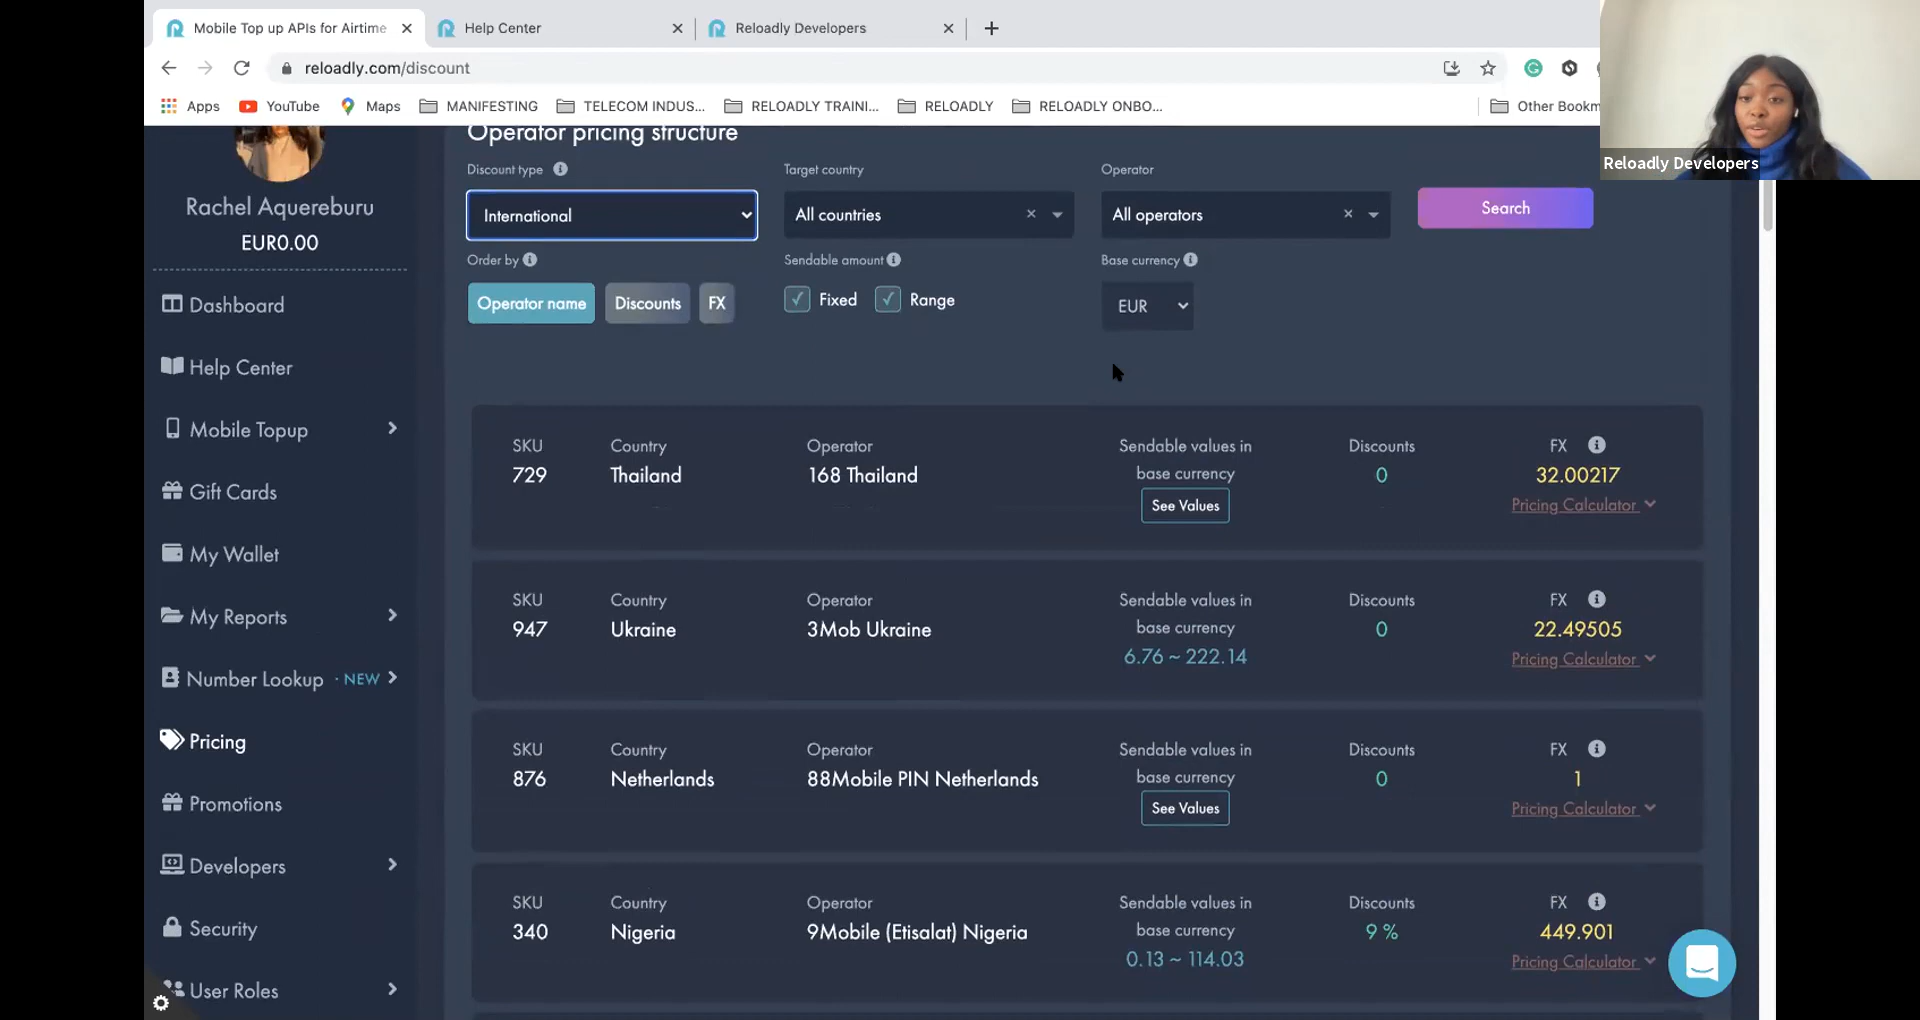 Mobile Top up APIs for Airtime
Help Center
Reloadly Developers
reloadly.com/discount
Apps
YouTube
Maps
MANIFESTING
TELECOM INDUS...
RELOADLY TRAINI...
RELOADLY
RELOADLY ONBO...
Other Bookm
Reloadly Developers
Rachel Aquereburu
EUR0.00
Dashboard
Help Center
Mobile Topup
Gift Cards
My Wallet
My Reports
Number Lookup · NEW
Pricing
Promotions
Developers
Security
User Roles
Operator pricing structure
Discount type
Target country
Operator
International
All countries
All operators
Search
Order by
Sendable amount
Base currency
Operator name
Discounts
FX
Fixed
Range
EUR
SKU
729
Country
Thailand
Operator
168 Thailand
Sendable values in
base currency
See Values
Discounts
0
FX
32.00217
Pricing Calculator
SKU
947
Country
Ukraine
Operator
3Mob Ukraine
Sendable values in
base currency
6.76 ~ 222.14
Discounts
0
FX
22.49505
Pricing Calculator
SKU
876
Country
Netherlands
Operator
88Mobile PIN Netherlands
Sendable values in
base currency
See Values
Discounts
0
FX
1
Pricing Calculator
SKU
340
Country
Nigeria
Operator
9Mobile (Etisalat) Nigeria
Sendable values in
base currency
0.13 ~ 114.03
Discounts
9 %
FX
449.901
Pricing Calculator